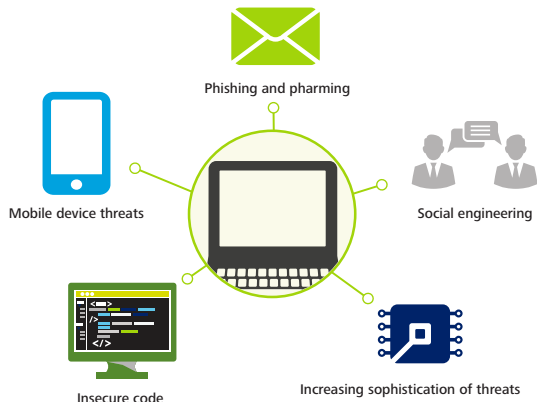 Phishing and pharming
Mobile device threats
Social engineering
< >
/>
</>
Insecure code
Increasing sophistication of threats